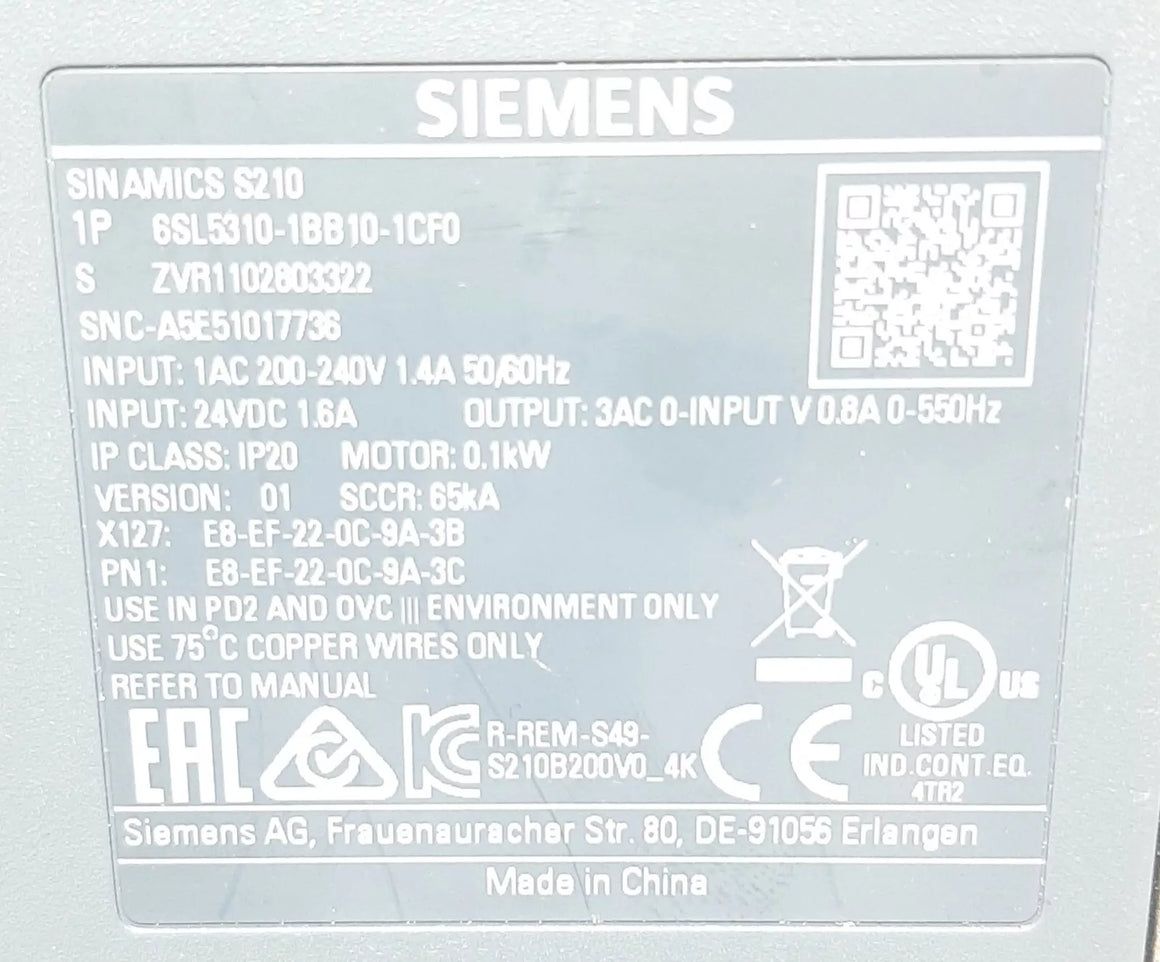 SIEMENS
SINAMICS S210
1P 6SL5310-1BB10-1CF0
S ZVR1102803322
SNC-A5E51017736
INPUT: 1AC 200-240V 1.4A 50/60Hz
INPUT: 24VDC 1.6A OUTPUT: 3AC 0-INPUT V 0.8A 0-550Hz
IP CLASS: IP20 MOTOR: 0.1kW
VERSION: 01 SCCR: 65kA
X127: E8-EF-22-0C-9A-3B
PN1: E8-EF-22-0C-9A-3C
USE IN PD2 AND OVC III ENVIRONMENT ONLY
USE 75°C COPPER WIRES ONLY
REFER TO MANUAL
C UL US
EAC KC R-REM-S49- CE LISTED
S210B200V0_4K IND.CONT.EQ.
4TR2
Siemens AG, Frauenauracher Str. 80, DE-91056 Erlangen
Made in China